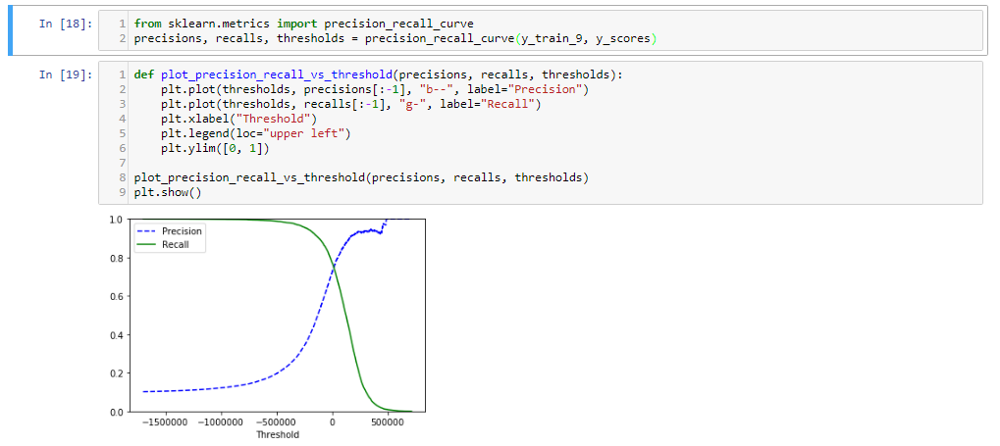 In [18]:
1 from sklearn.metrics import precision_recall_curve
2 precisions, recalls, thresholds = precision_recall_curve(y_train_9, y_scores)
In [19]:
1 def plot_precision_recall_vs_threshold(precisions, recalls, thresholds):
2     plt.plot(thresholds, precisions[:-1], "b--", label="Precision")
3     plt.plot(thresholds, recalls[:-1], "g-", label="Recall")
4     plt.xlabel("Threshold")
5     plt.legend(loc="upper left")
6     plt.ylim([0, 1])
7
8 plot_precision_recall_vs_threshold(precisions, recalls, thresholds)
9 plt.show()
1.0
Precision
Recall
0.8
0.6
0.4
0.2
0.0
−1500000 −1000000 −500000 0 500000
Threshold